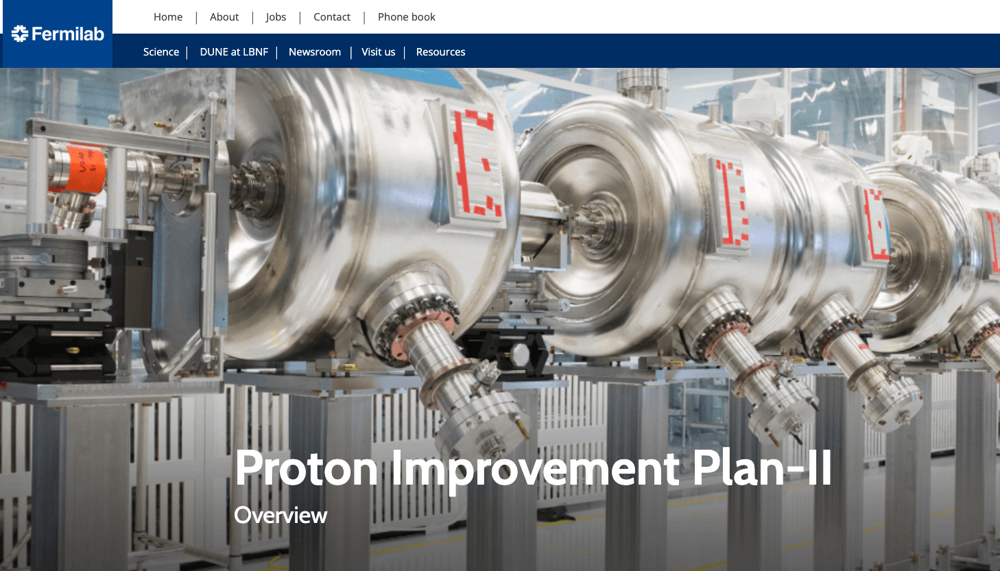 Fermilab
Home | About | Jobs | Contact | Phone book
Science | DUNE at LBNF | Newsroom | Visit us | Resources
Proton Improvement Plan-II
Overview